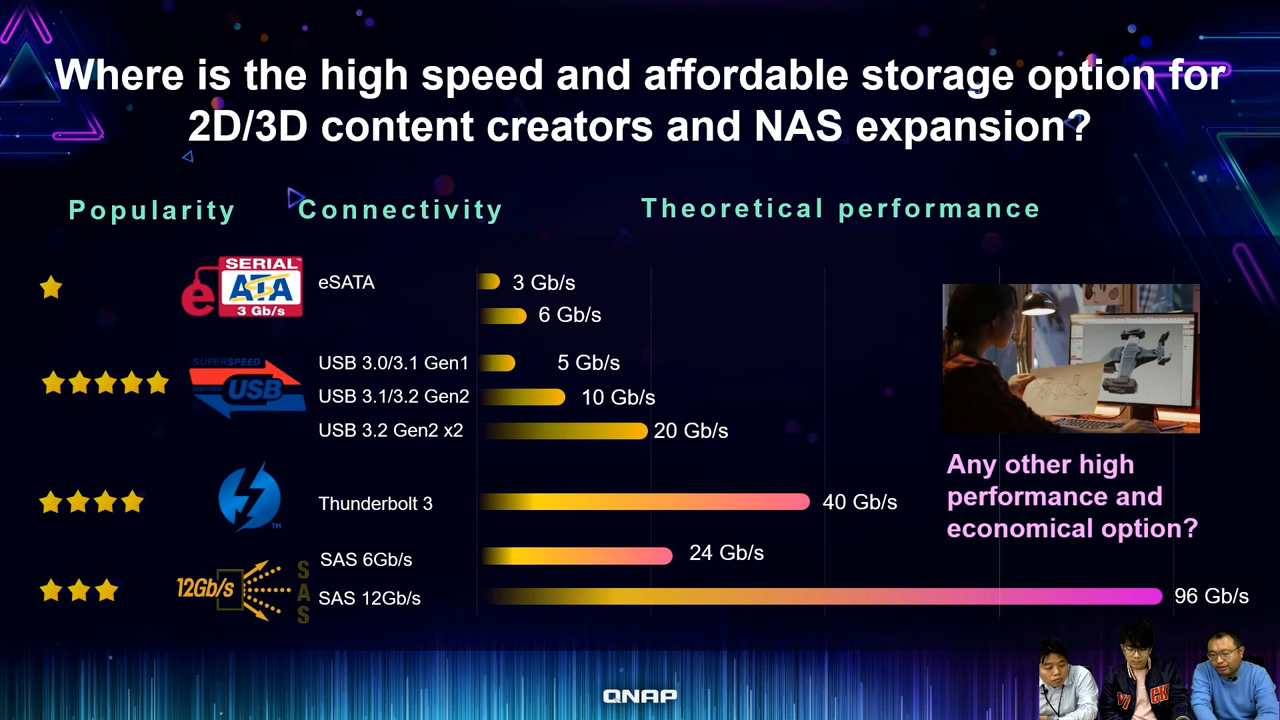 Where is the high speed and affordable storage option for
2D/3D content creators and NAS expansion?
Popularity Connectivity Theoretical performance
SERIAL
e ATA
3 Gb/s
eSATA 3 Gb/s
6 Gb/s
SUPERSPEED
CERTIFIED USB
USB 3.0/3.1 Gen1 5 Gb/s
USB 3.1/3.2 Gen2 10 Gb/s
USB 3.2 Gen2 x2 20 Gb/s
Thunderbolt 3 40 Gb/s
TM
SAS 6Gb/s 24 Gb/s
12Gb/s SAS
SAS 12Gb/s 96 Gb/s
Any other high
performance and
economical option?
QNAP